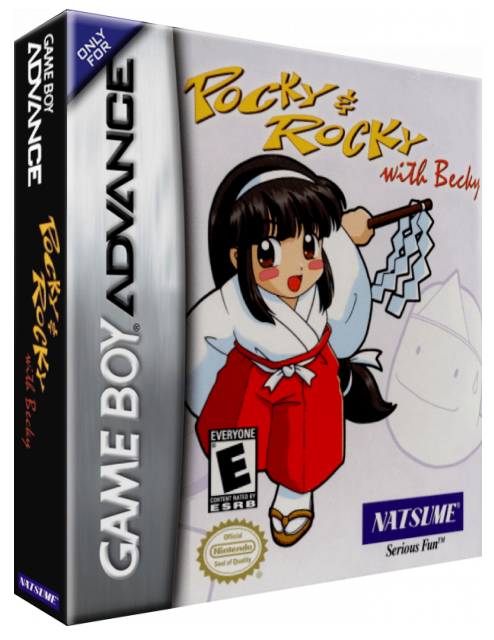 GAME BOY
ADVANCE
POCKY &
ROCKY
with Becky
NATSUME
ONLY
FOR
GAME BOY ADVANCE
POCKY &
ROCKY
with Becky
EVERYONE
E
CONTENT RATED BY
ESRB
Official
Nintendo
Seal of Quality
NATSUME®
Serious Fun™